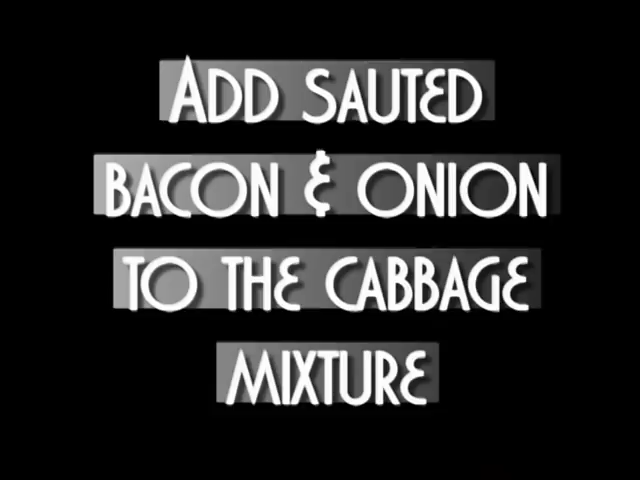 ADD SAUTED
BACON & ONION
TO THE CABBAGE
MIXTURE